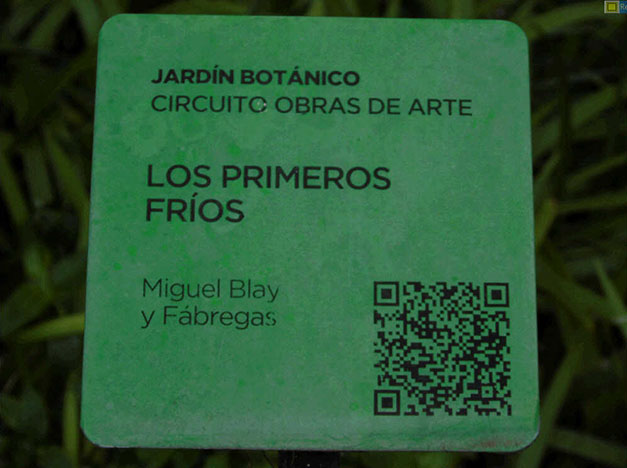 JARDÍN BOTÁNICO
CIRCUITO OBRAS DE ARTE
LOS PRIMEROS
FRÍOS
Miguel Blay
y Fábregas